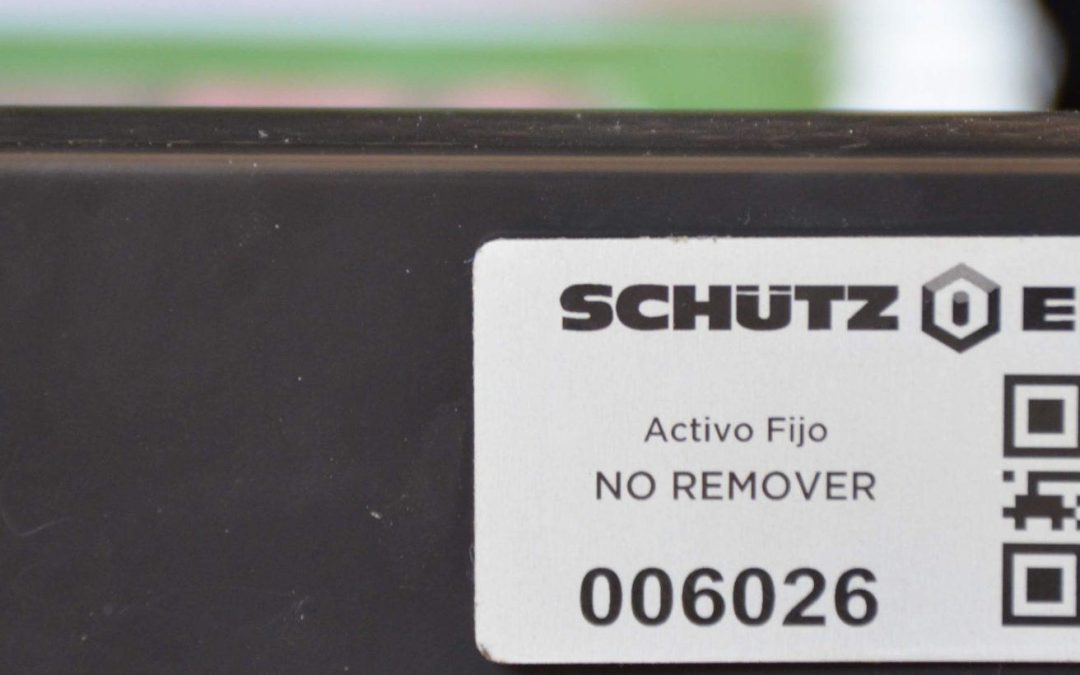 SCHÜTZ E
Activo Fijo
NO REMOVER
006026